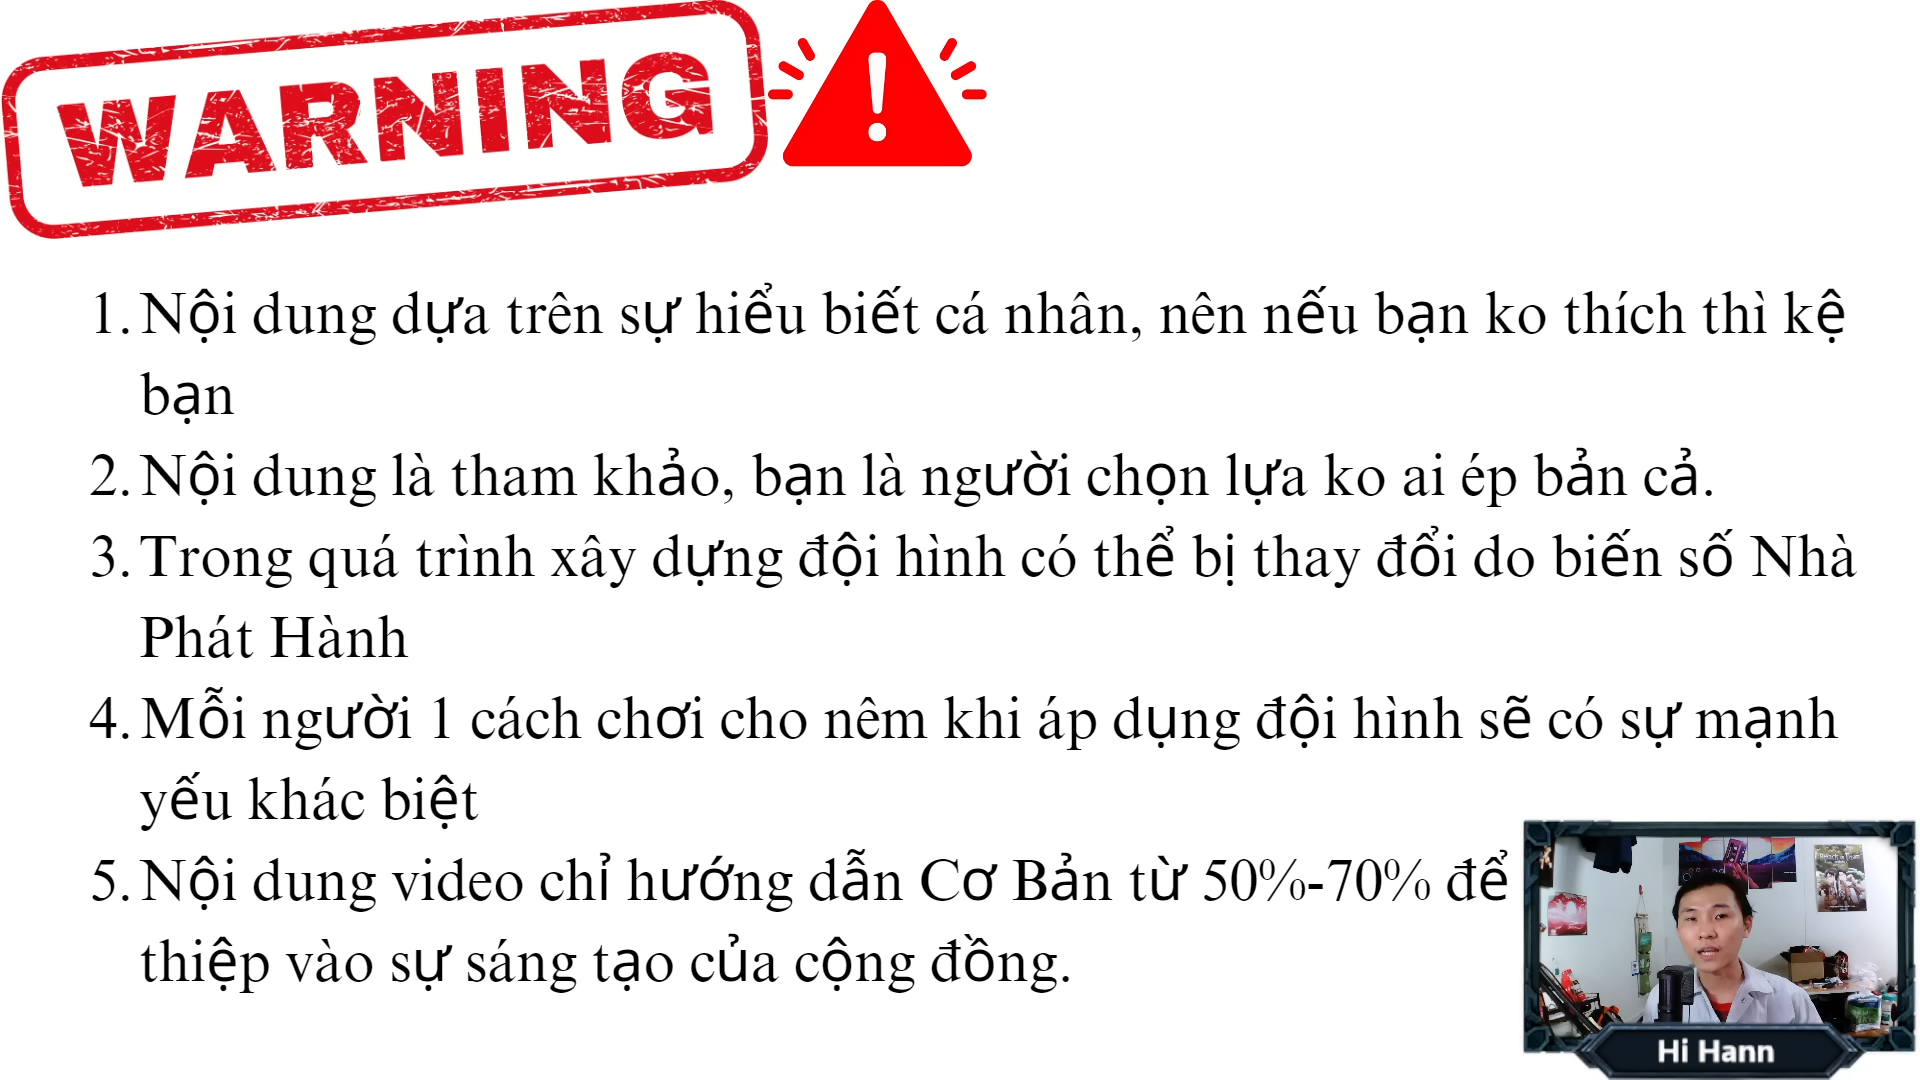 WARNING
1. Nội dung dựa trên sự hiểu biết cá nhân, nên nếu bạn ko thích thì kệ
bạn
2. Nội dung là tham khảo, bạn là người chọn lựa ko ai ép bản cả.
3. Trong quá trình xây dựng đội hình có thể bị thay đổi do biến số Nhà
Phát Hành
4. Mỗi người 1 cách chơi cho nêm khi áp dụng đội hình sẽ có sự mạnh
yếu khác biệt
5. Nội dung video chỉ hướng dẫn Cơ Bản từ 50%-70% để
thiệp vào sự sáng tạo của cộng đồng.
Hi Hann